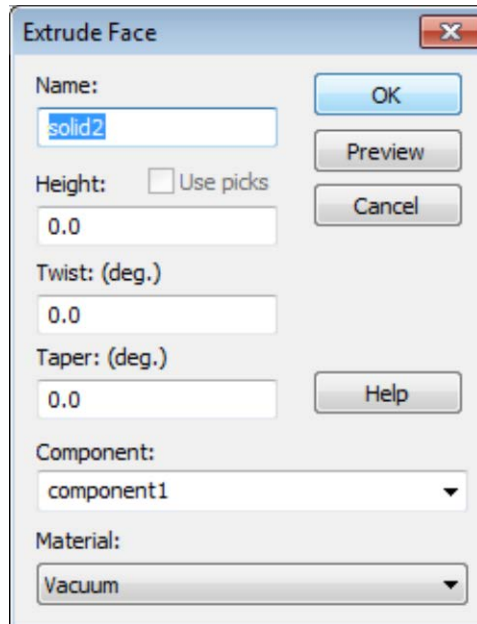 Extrude Face
Name:
solid2
OK
Preview
Height:
Use picks
Cancel
0.0
Twist: (deg.)
0.0
Taper: (deg.)
0.0
Help
Component:
component1
Material:
Vacuum